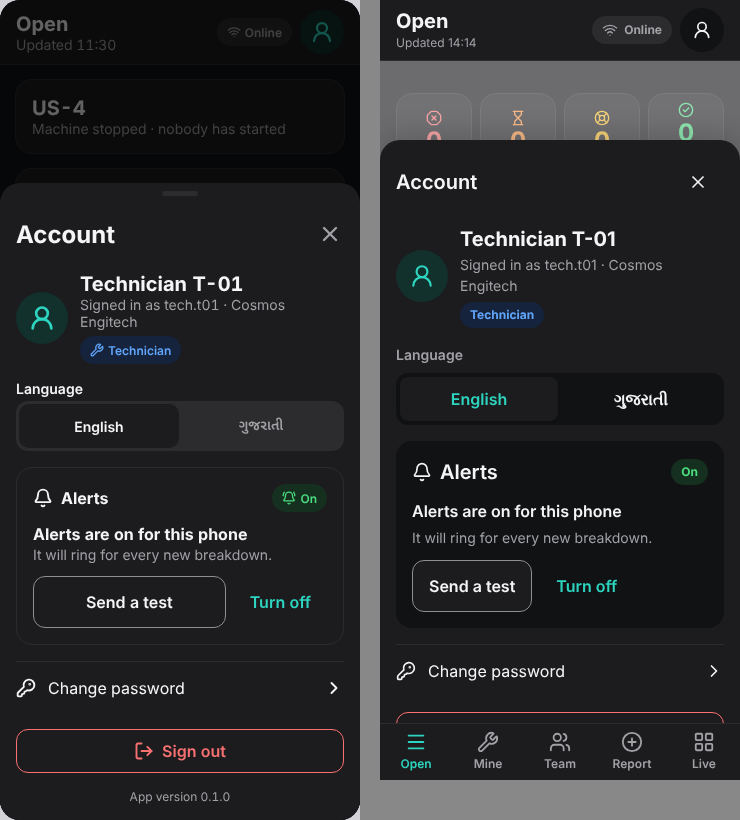 Open
Updated 11:30
Online
US-4
Machine stopped · nobody has started
Account
Technician T-01
Signed in as tech.t01 · Cosmos
Engitech
Technician
Language
English
ગુજરાતી
Alerts
On
Alerts are on for this phone
It will ring for every new breakdown.
Send a test
Turn off
Change password
Sign out
App version 0.1.0
Open
Updated 14:14
Online
0
0
0
0
Account
Technician T-01
Signed in as tech.t01 · Cosmos
Engitech
Technician
Language
English
ગુજરાતી
Alerts
On
Alerts are on for this phone
It will ring for every new breakdown.
Send a test
Turn off
Change password
Open
Mine
Team
Report
Live